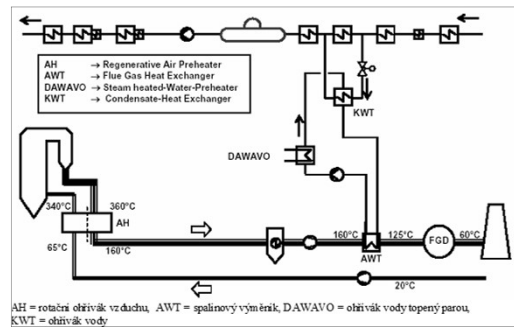 AH → Regenerative Air Preheater
AWT → Flue Gas Heat Exchanger
DAWAVO → Steam heated-Water-Preheater
KWT → Condensate-Heat Exchanger
KWT
DAWAVO
340°C 360°C
AH
65°C 160°C
160°C 125°C FGD 60°C
AWT
20°C
AH = rotační ohřívák vzduchu, AWT = spalinový výměník, DAWAVO = ohřívák vody topený parou,
KWT = ohřívák vody